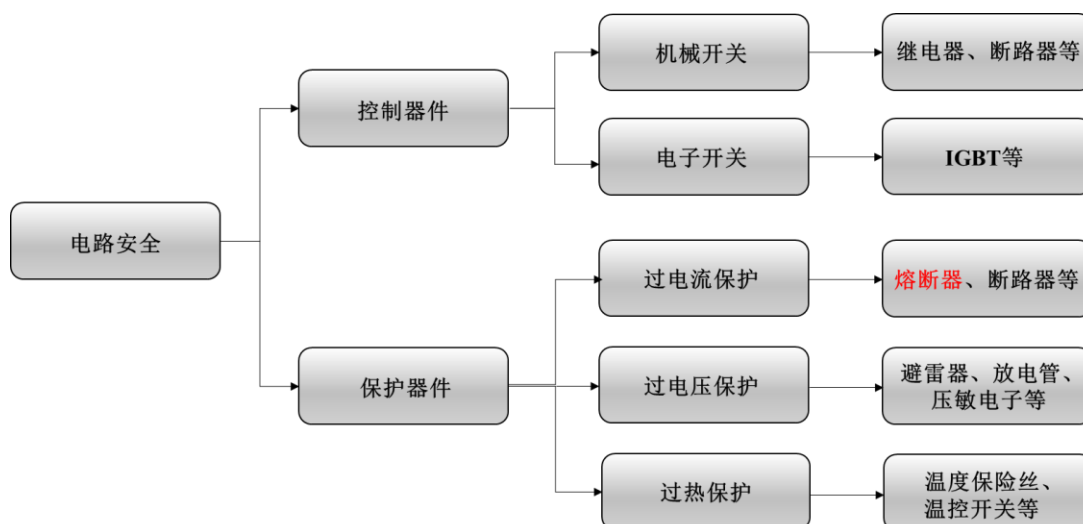 机械开关
继电器、断路器等
控制器件
电子开关
IGBT等
电路安全
过电流保护
熔断器、断路器等
保护器件
过电压保护
避雷器、放电管、
压敏电子等
过热保护
温度保险丝、
温控开关等